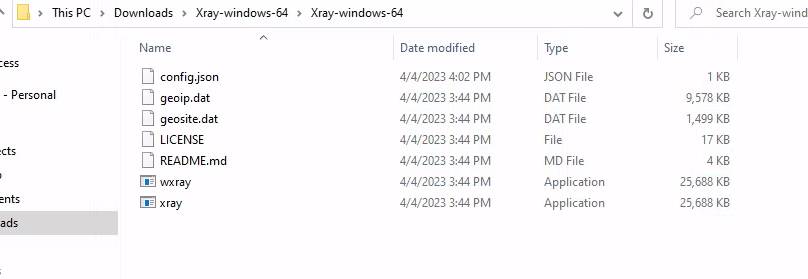 This PC > Downloads > Xray-windows-64 > Xray-windows-64 Search Xray-wind
Name Date modified Type Size
config.json 4/4/2023 4:02 PM JSON File 1 KB
- Personal geoip.dat 4/4/2023 3:44 PM DAT File 9,578 KB
geosite.dat 4/4/2023 3:44 PM DAT File 1,499 KB
LICENSE 4/4/2023 3:44 PM File 17 KB
README.md 4/4/2023 3:44 PM MD File 4 KB
wxray 4/4/2023 3:44 PM Application 25,688 KB
xray 4/4/2023 3:44 PM Application 25,688 KB